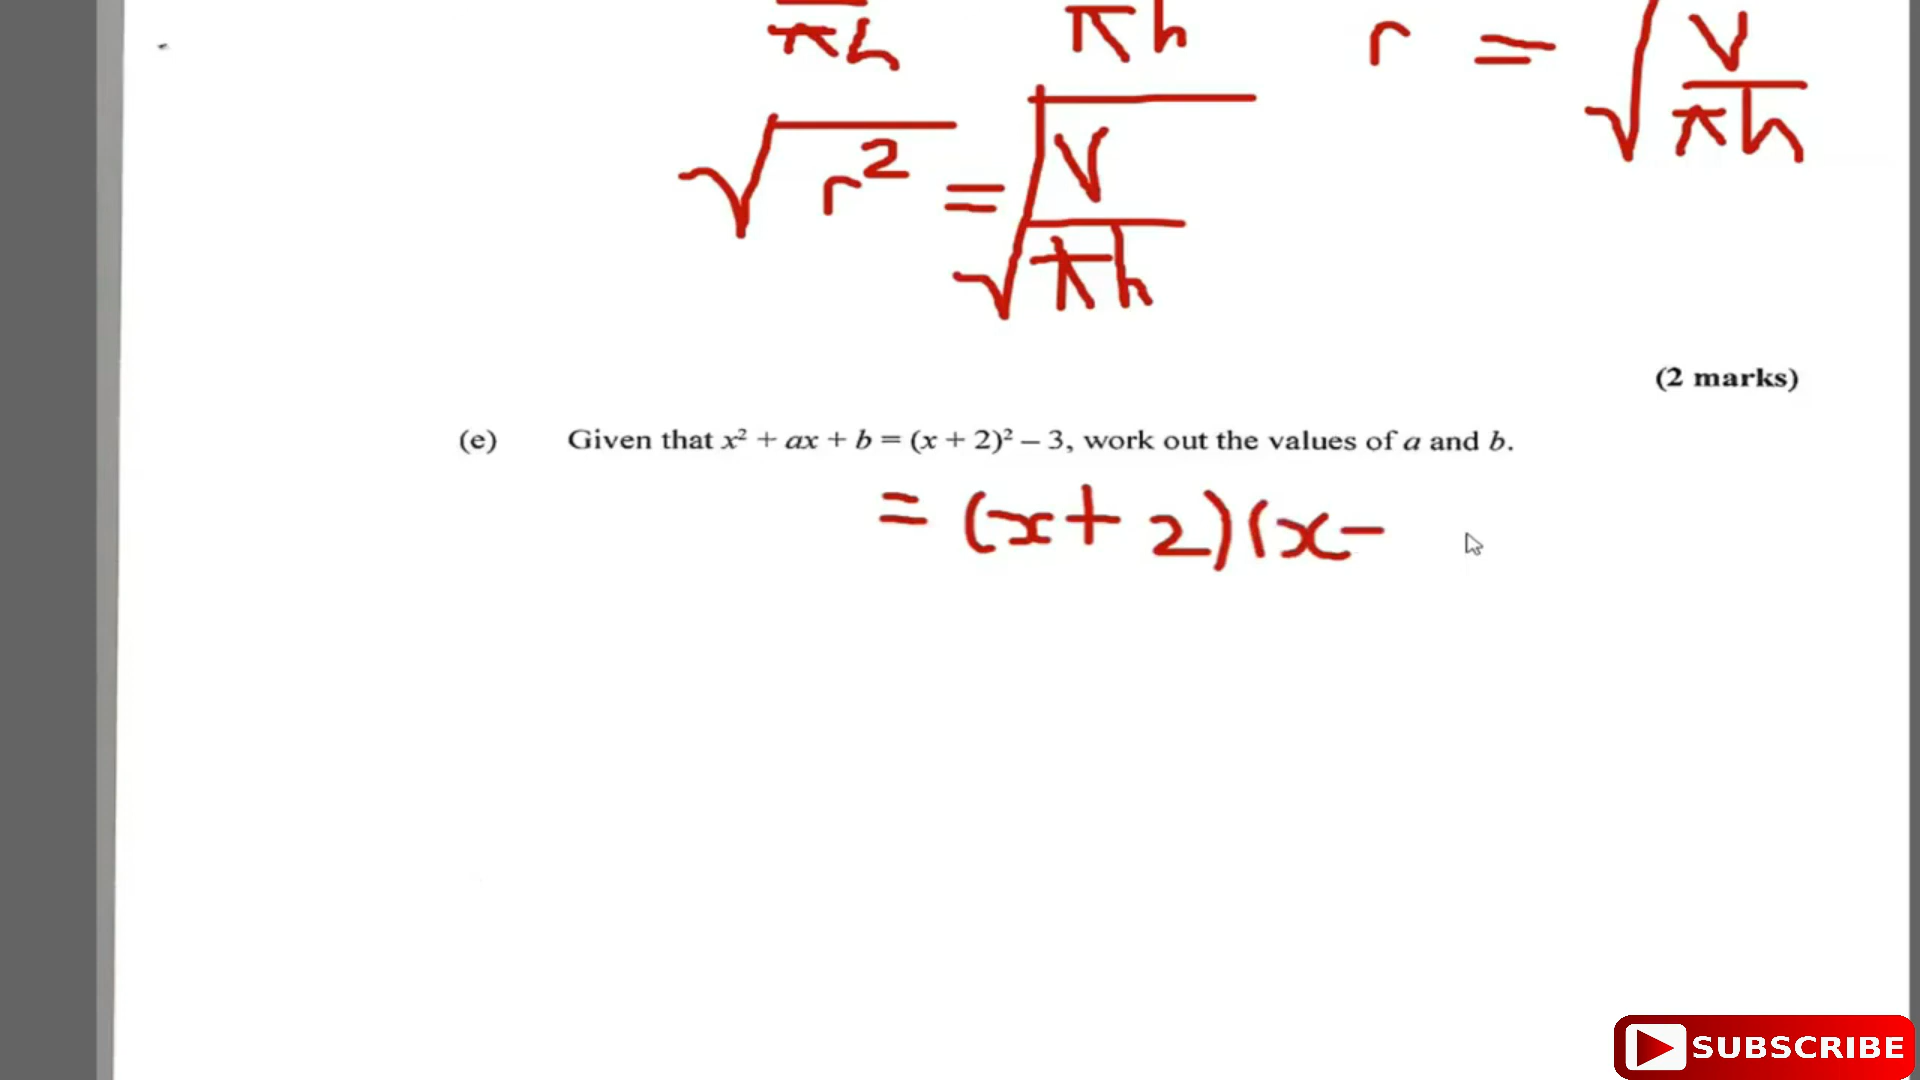 πh πh r = √V/πh
√r² = √V/πh
(2 marks)
(e) Given that x² + ax + b = (x + 2)² – 3, work out the values of a and b.
= (x + 2)(x –
SUBSCRIBE